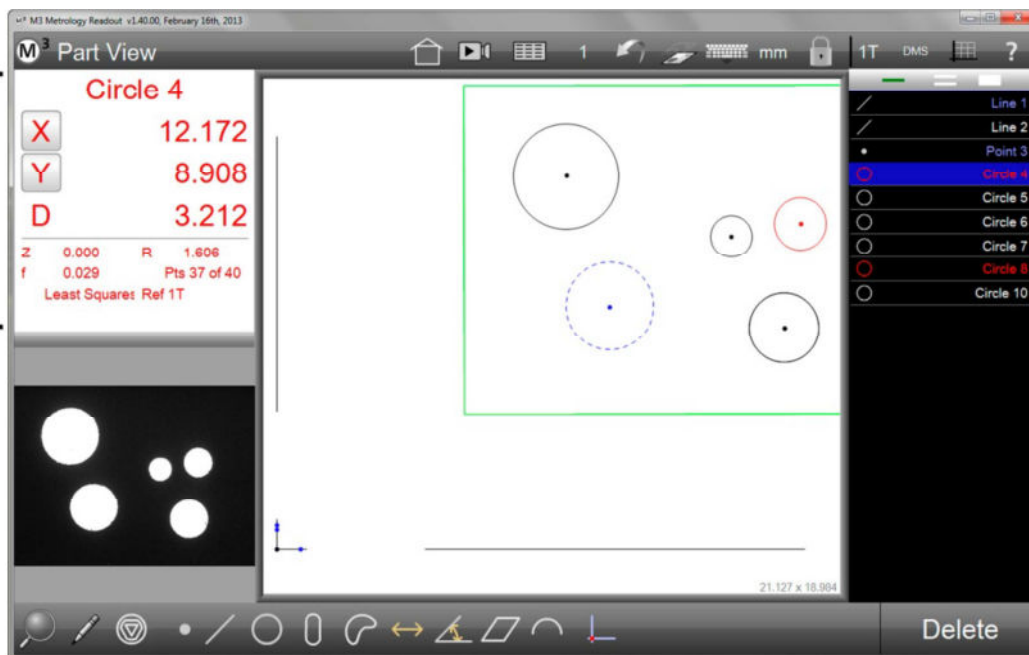 M³ M3 Metrology Readout v1.40.00, February 16th, 2013
M³ Part View 1 mm 1T DMS ?
Circle 4
X 12.172
Y 8.908
D 3.212
Z 0.000 R 1.606
f 0.029 Pts 37 of 40
Least Squares Ref 1T
Line 1
Line 2
Point 3
Circle 4
Circle 5
Circle 6
Circle 7
Circle 8
Circle 10
21.127 x 18.984
Delete